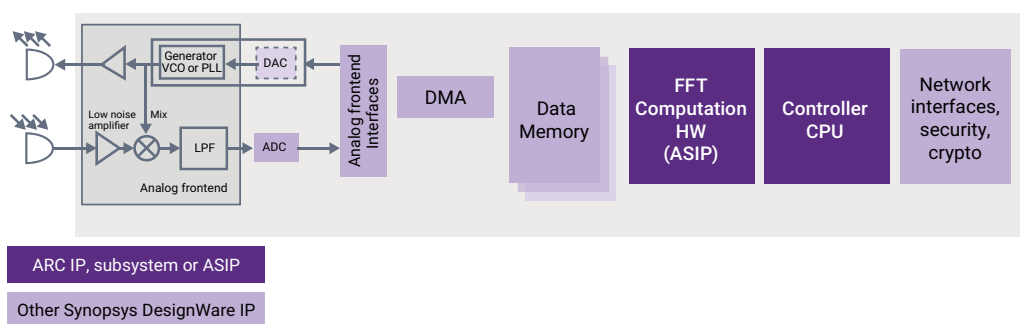 Generator
VCO or PLL
DAC
Low noise
amplifier
Mix
LPF
ADC
Analog frontend
Analog frontend
Interfaces
DMA
Data
Memory
FFT
Computation
HW
(ASIP)
Controller
CPU
Network
interfaces,
security,
crypto
ARC IP, subsystem or ASIP
Other Synopsys DesignWare IP